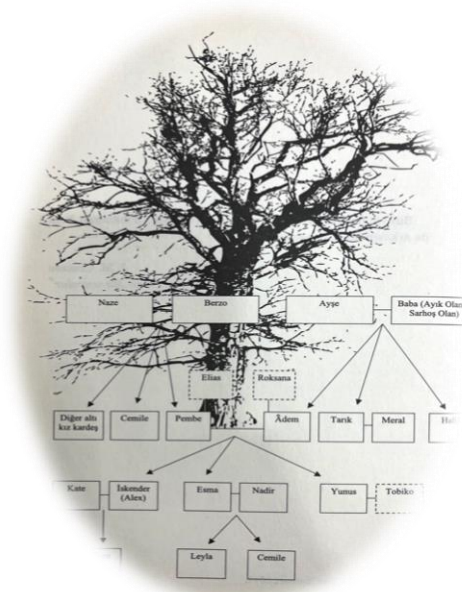 Naze
Berzo
Ayşe
Baba (Ayık Olan
Sarhoş Olan)
Elias
Roksana
Diğer altı
kız kardeş
Cemile
Pembe
Âdem
Tarık
Meral
Kate
İskender
(Alex)
Esma
Nadir
Yunus
Tobiko
Leyla
Cemile